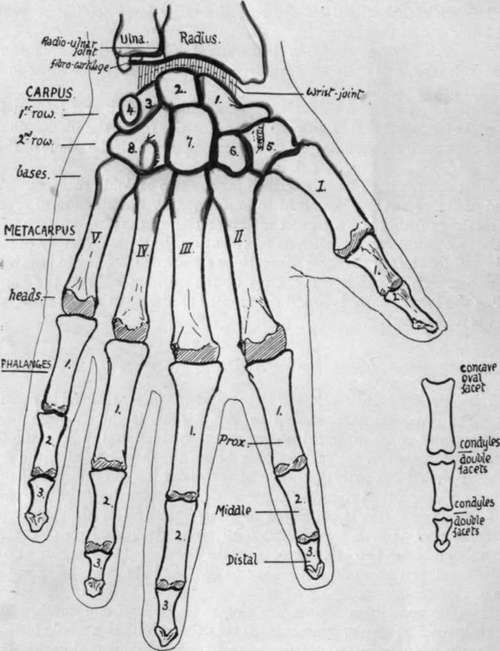 Ulna.
Radius.
Radio-ulnar
joint
fibro-cartilage
wrist-joint
CARPUS.
1st row.
2nd row.
bases.
METACARPUS
heads.
PHALANGES
2.
1.
3.
4.
7.
8.
6.
5.
I.
V.
IV.
III.
II.
1.
2.
1.
2.
3.
1.
2.
3.
1.
2.
3.
1.
2.
3.
Prox.
Middle
Distal
concave
oval
facet
condyles
double
facets
condyles
double
facets